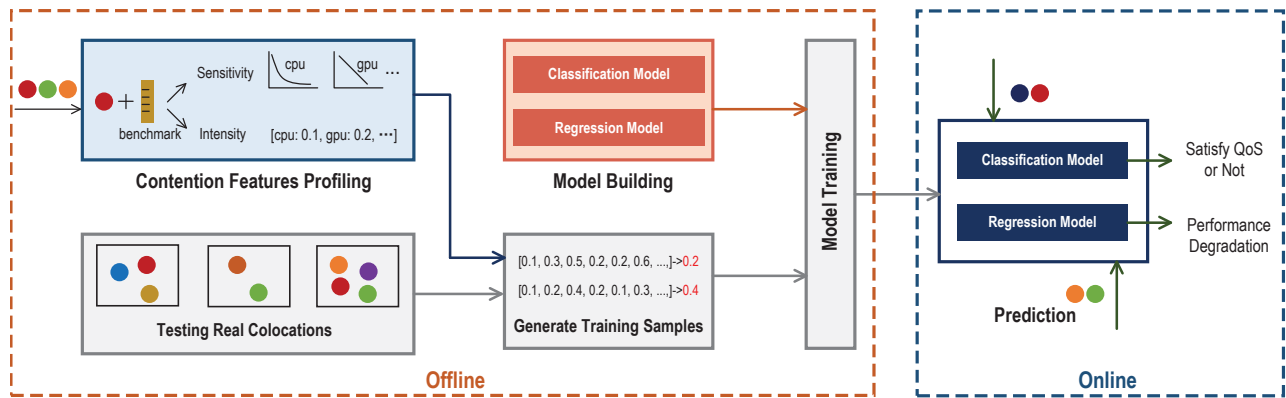 Sensitivity
cpu
gpu
...
benchmark
Intensity
[cpu: 0.1, gpu: 0.2, ...]
Contention Features Profiling
Classification Model
Regression Model
Model Building
Testing Real Colocations
[0.1, 0.3, 0.5, 0.2, 0.2, 0.6, ...,]->0.2
[0.1, 0.2, 0.4, 0.2, 0.1, 0.3, ...,]->0.4
Generate Training Samples
Model Training
Offline
Classification Model
Regression Model
Satisfy QoS
or Not
Performance
Degradation
Prediction
Online